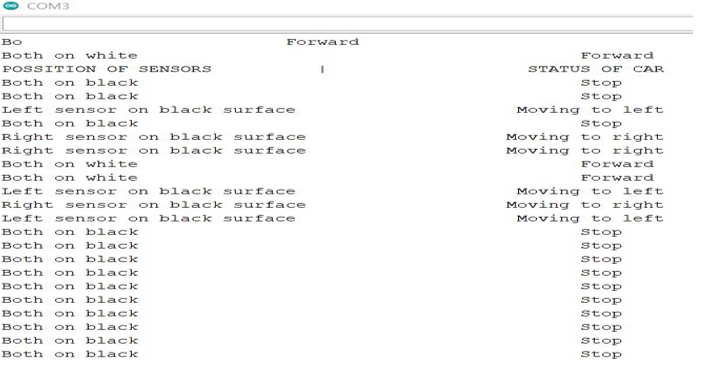 COM3
Bo Forward
Both on white Forward
POSSITION OF SENSORS | STATUS OF CAR
Both on black Stop
Both on black Stop
Left sensor on black surface Moving to left
Both on black Stop
Right sensor on black surface Moving to right
Right sensor on black surface Moving to right
Both on white Forward
Both on white Forward
Left sensor on black surface Moving to left
Right sensor on black surface Moving to right
Left sensor on black surface Moving to left
Both on black Stop
Both on black Stop
Both on black Stop
Both on black Stop
Both on black Stop
Both on black Stop
Both on black Stop
Both on black Stop
Both on black Stop
Both on black Stop